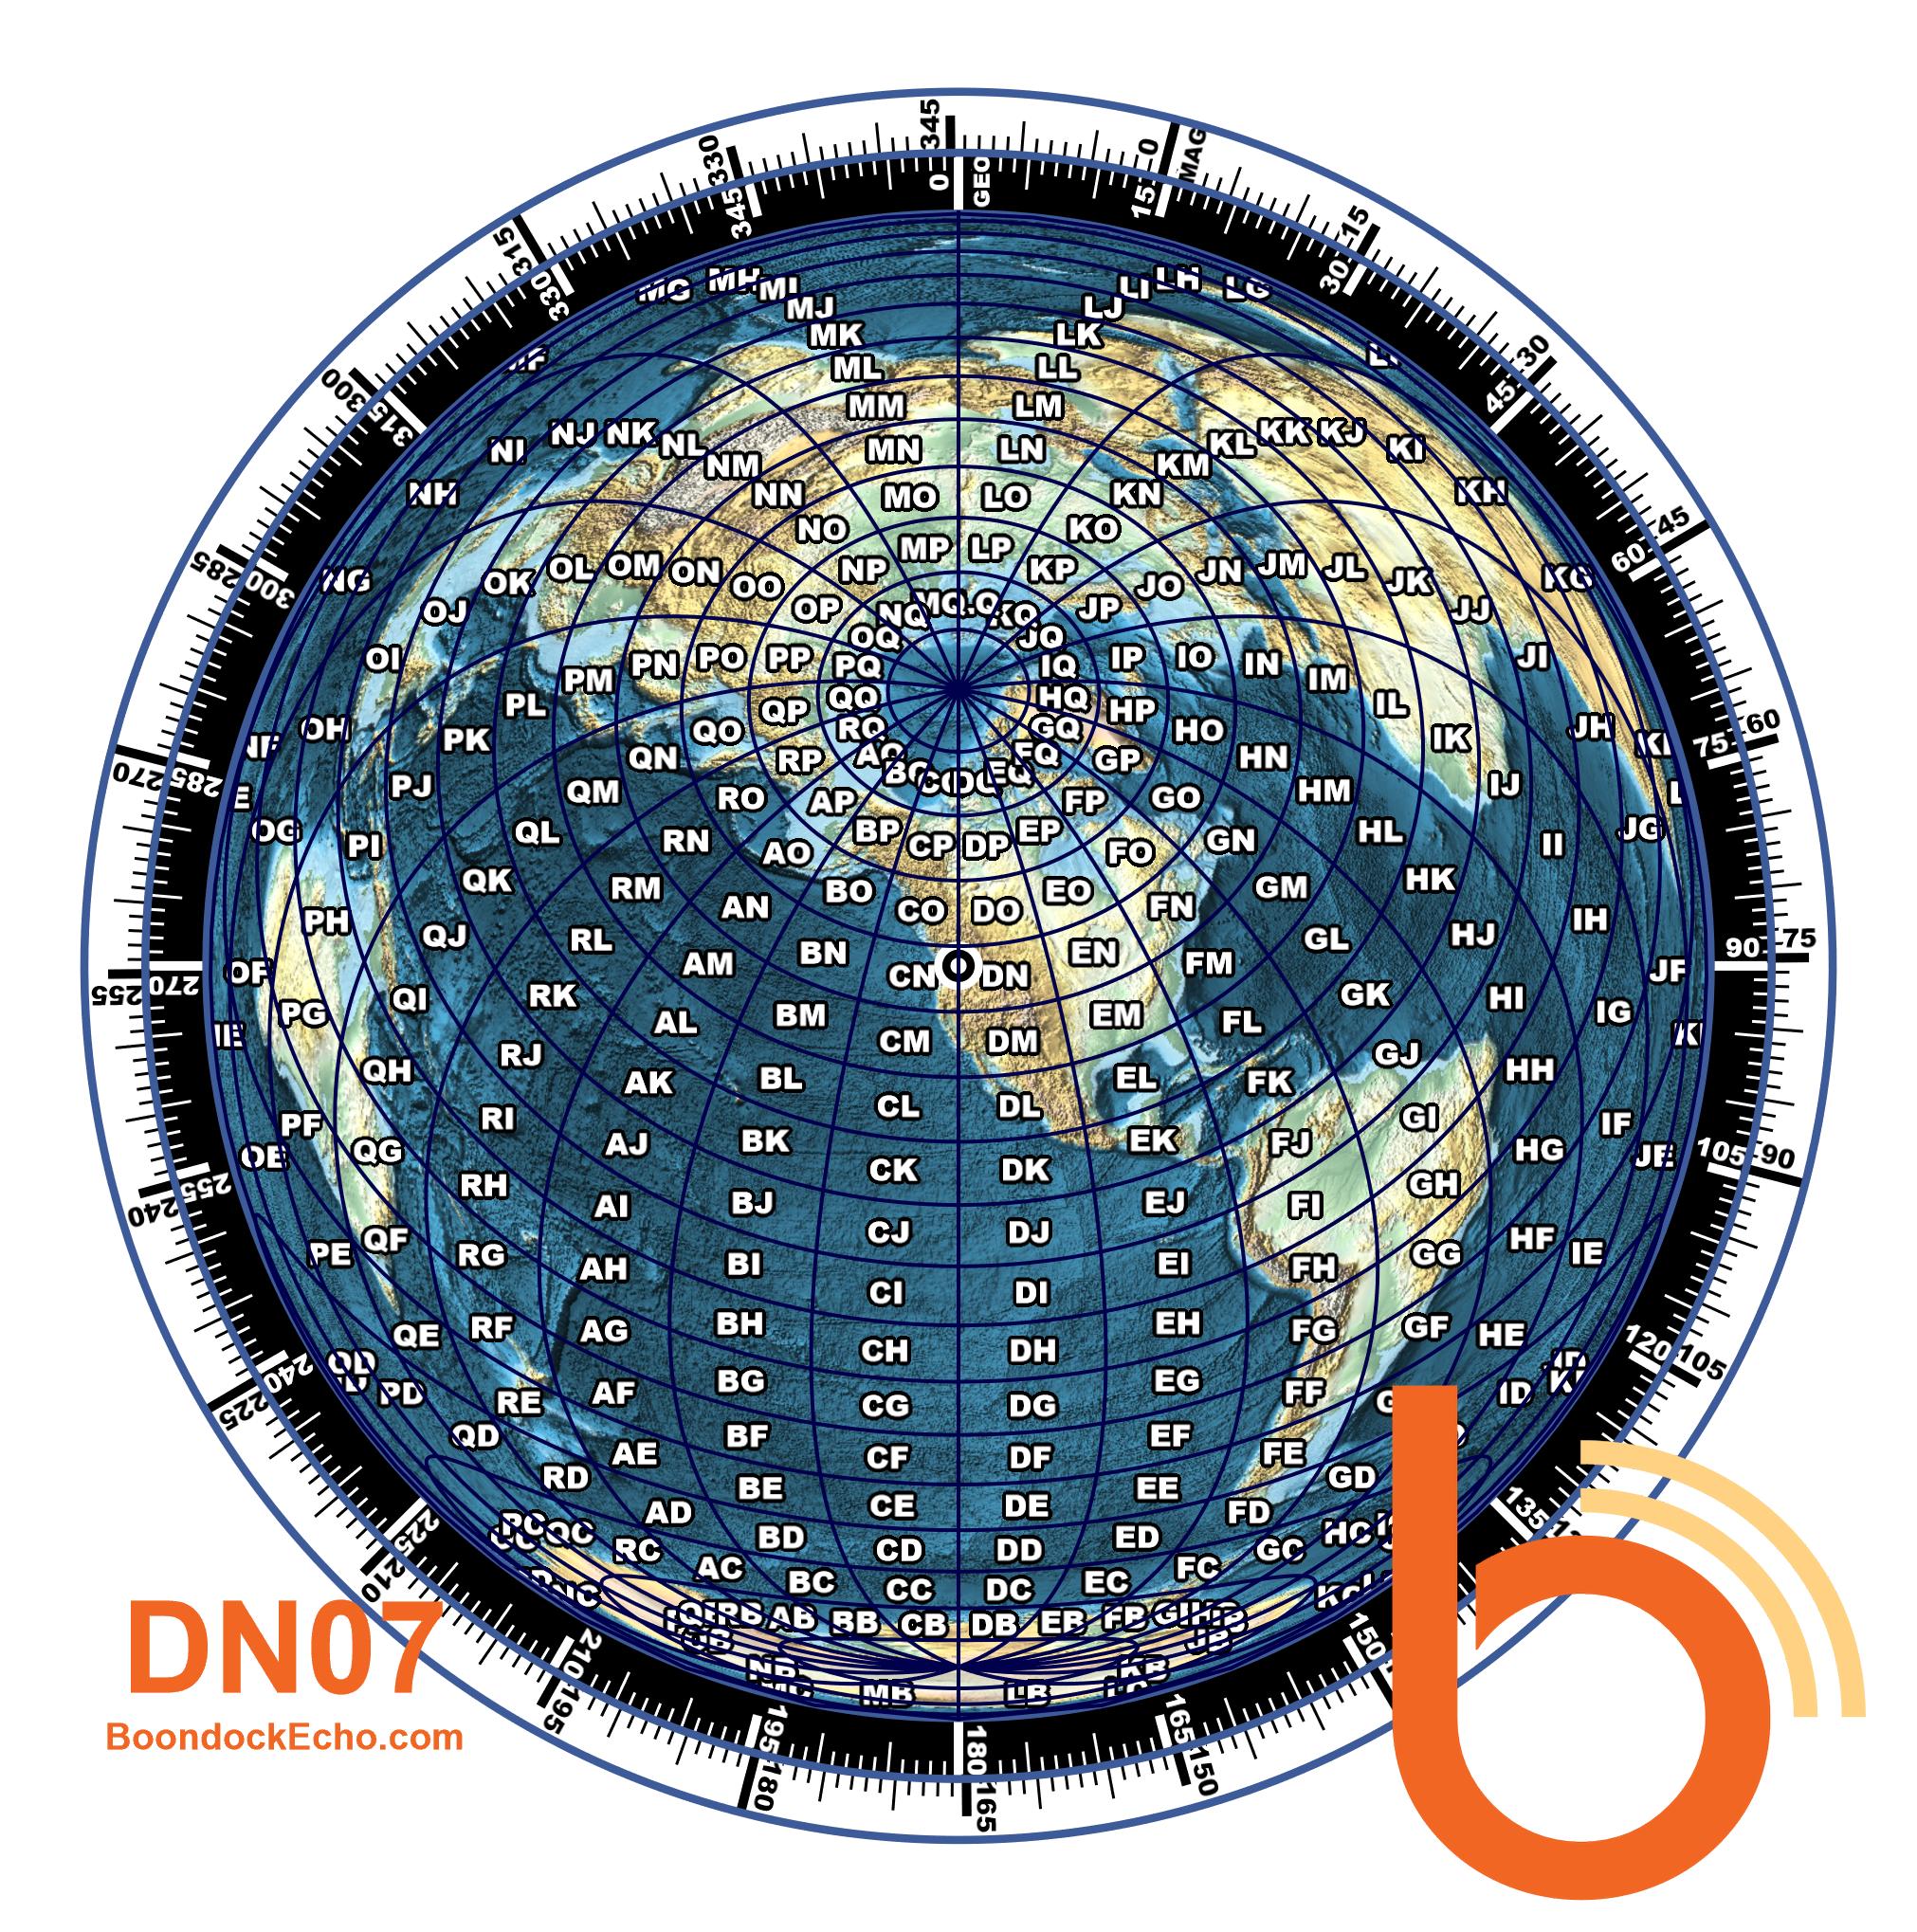 345 0 MAG
0 GEO 15
330 345
15 30
315 330
30 45
300 315
45 60
285 300
60 75
270 285
75 90
255 270
90 105
240 255
105 120
225 240
135
210 225
150
195 210
150 165
180 195
165 180
MG MH MI LI LH LG
MJ LJ
MK LK
ML LL
MM LM
NI NJ NK NL MN LN KL KK KJ KI
NM KM
NH NN MO LO KN KH
NO KO
MP LP
NG OK OL OM ON OO NP KP JO JN JM JL JK KG
OJ OP NQ MQ KQ JP JJ
OQ JQ
OI PM PN PO PP PQ IQ IP IO IN IM JI
PL QP QQ HQ HP IL
OH PK QO RQ GQ HO IK JH
QN RP FQ GP HN
PJ QM RO AP EQ FP GO HM IJ
OG PI QL RN AO BP CP DP EP FO GN HL II JG
QK RM BO EO GM HK
PH QJ RL AN CO DO FN GL HJ IH
AM BN EN FM
OF QI RK CN DN GK HI JF
PG AL BM EM FL IG
RJ CM DM GJ
QH AK BL EL FK HH
PF RI CL DL GI IF
OE QG AJ BK EK FJ HG JE
RH CK DK GH
AI BJ EJ FI
PE QF RG CJ DJ GG HF IE
AH BI EI FH
CI DI
QE RF AG BH EH FG GF HE
CH DH
OD PD RE AF BG EG FF ID
CG DG
QD AE BF EF FE
RD CF DF GD
AD BE EE FD
PC QC CE DE HC
RC BD ED GC
AC CD DD FC
BC CC DC EC
RB AB BB CB DB EB FB
JB
KB
MB LB
DN07
BoondockEcho.com
b